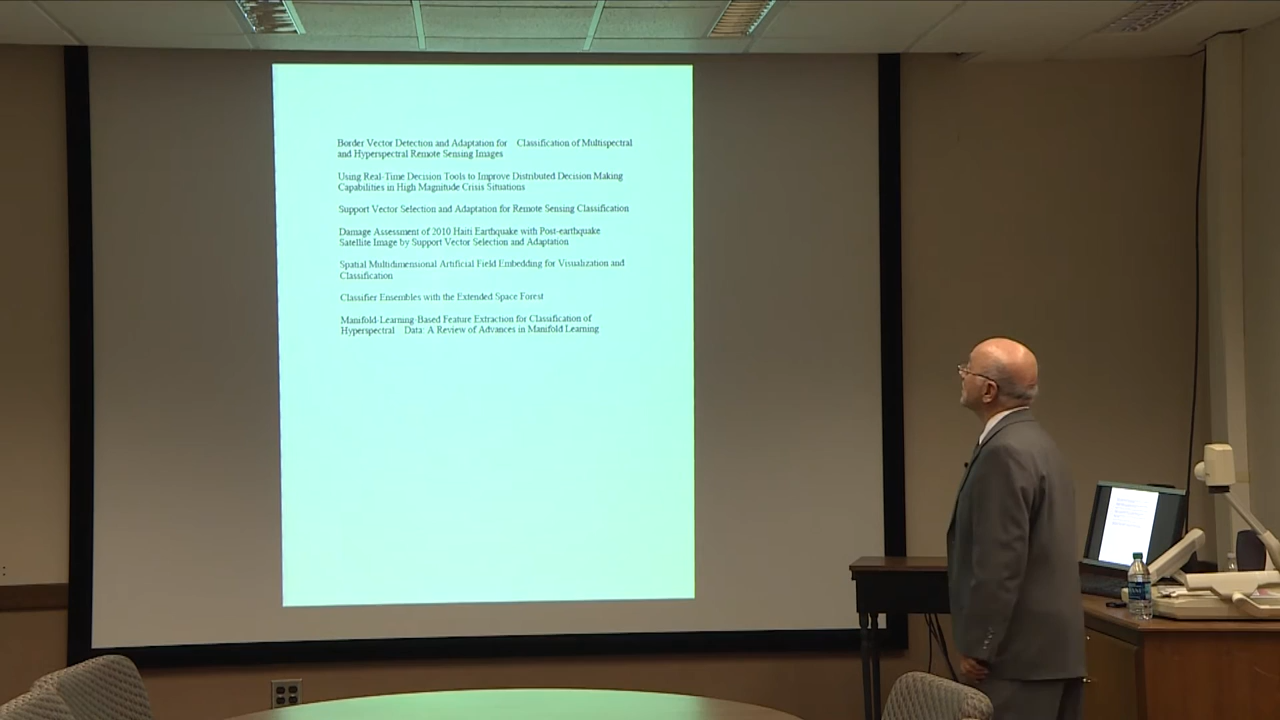 Border Vector Detection and Adaptation for Classification of Multispectral
and Hyperspectral Remote Sensing Images
Using Real-Time Decision Tools to Improve Distributed Decision Making
Capabilities in High Magnitude Crisis Situations
Support Vector Selection and Adaptation for Remote Sensing Classification
Damage Assessment of 2010 Haiti Earthquake with Post-earthquake
Satellite Image by Support Vector Selection and Adaptation
Spatial Multidimensional Artificial Field Embedding for Visualization and
Classification
Classifier Ensembles with the Extended Space Forest
Manifold-Learning-Based Feature Extraction for Classification of
Hyperspectral Data: A Review of Advances in Manifold Learning